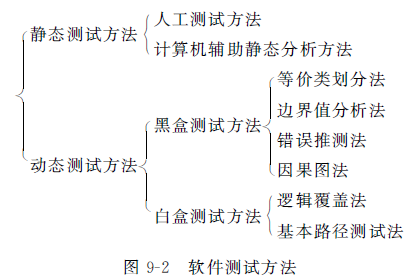 静态测试方法
人工测试方法
计算机辅助静态分析方法
动态测试方法
黑盒测试方法
等价类划分法
边界值分析法
错误推测法
因果图法
白盒测试方法
逻辑覆盖法
基本路径测试法
图 9-2 软件测试方法